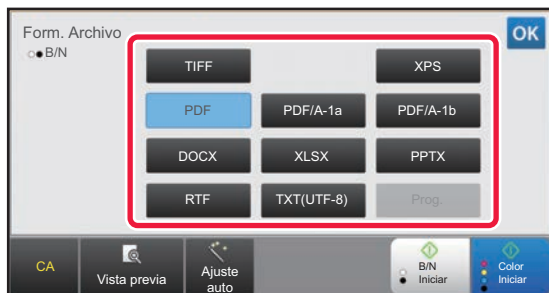 Form. Archivo
OK
B/N
TIFF
XPS
PDF
PDF/A-1a
PDF/A-1b
DOCX
XLSX
PPTX
RTF
TXT(UTF-8)
Prog.
CA
Vista previa
Ajuste
auto
B/N
Iniciar
Color
Iniciar